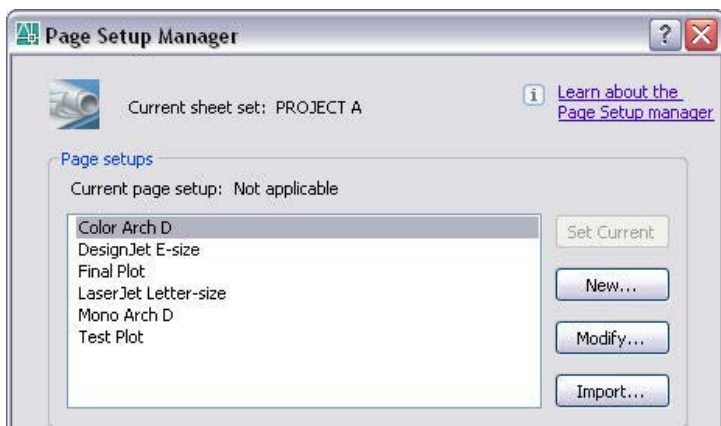 Page Setup Manager
?
Current sheet set: PROJECT A
i
Learn about the
Page Setup manager
Page setups
Current page setup: Not applicable
Color Arch D
DesignJet E-size
Final Plot
LaserJet Letter-size
Mono Arch D
Test Plot
Set Current
New...
Modify...
Import...